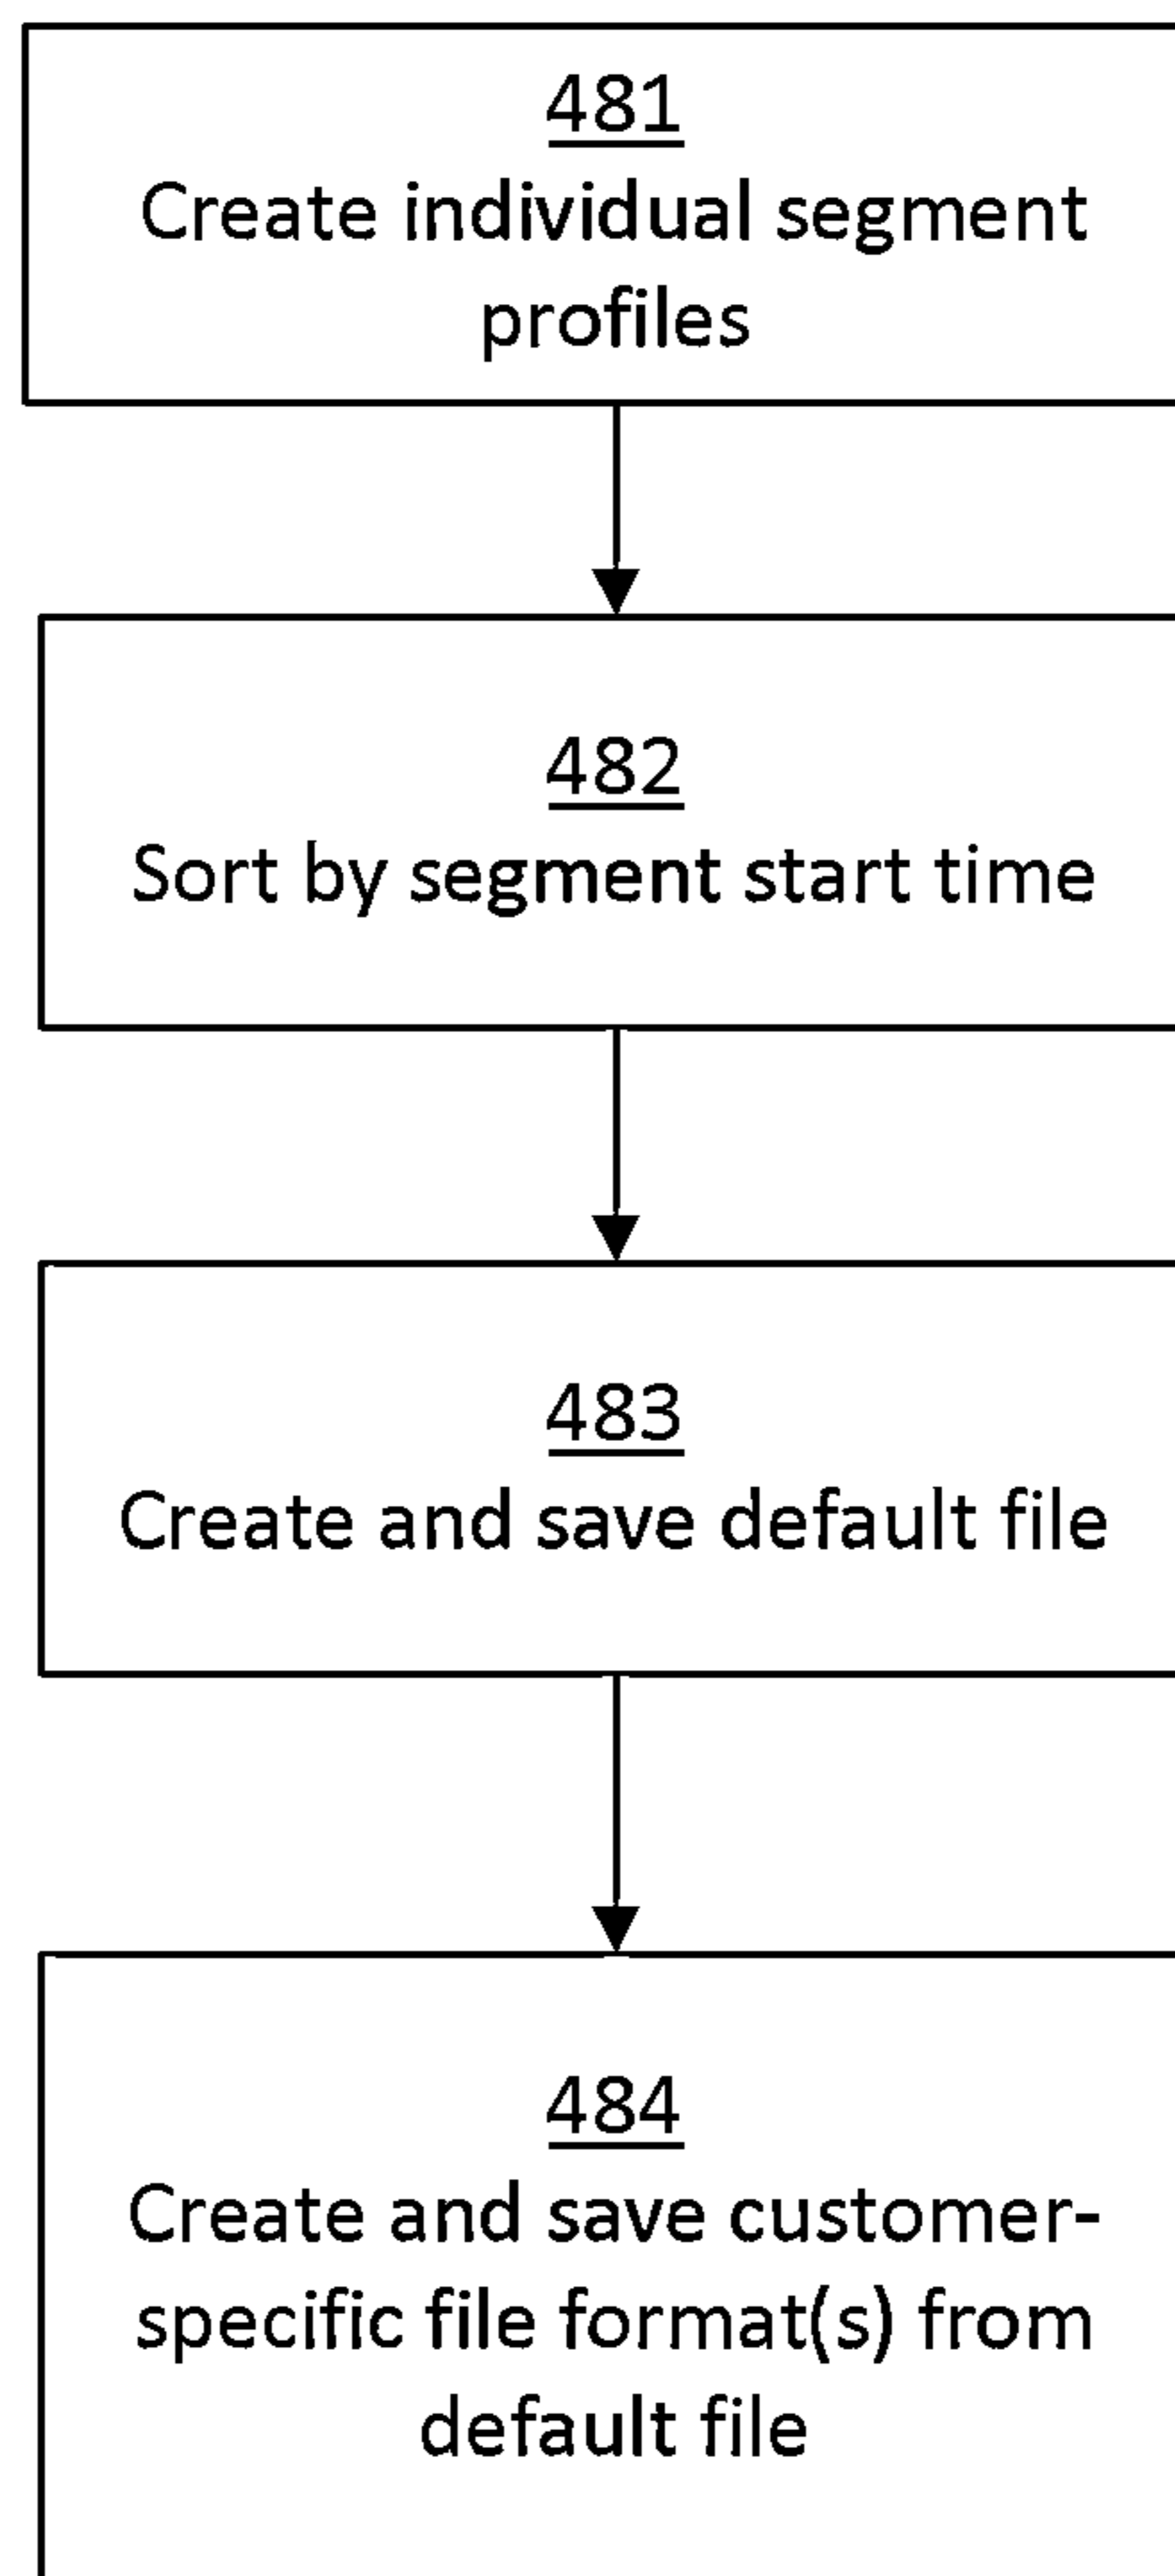 481
Create individual segment
profiles
482
Sort by segment start time
483
Create and save default file
484
Create and save customer-
specific file format(s) from
default file